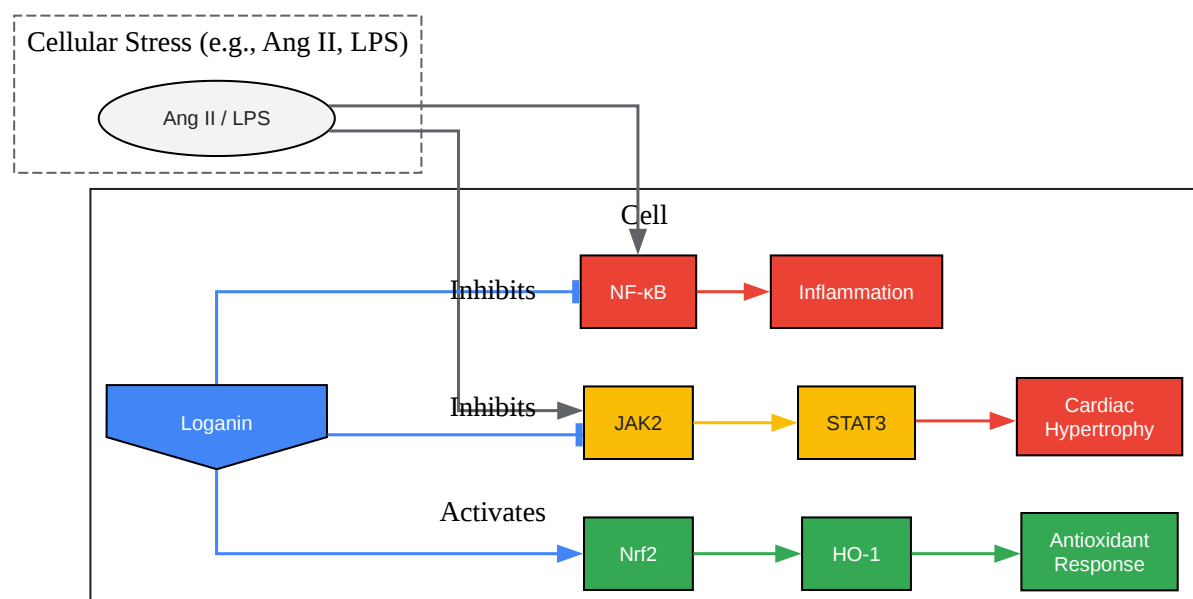 Cellular Stress (e.g., Ang II, LPS)
Ang II / LPS
Cell
Inhibits
NF-κB
Inflammation
Loganin
Inhibits
JAK2
STAT3
Cardiac
Hypertrophy
Activates
Nrf2
HO-1
Antioxidant
Response